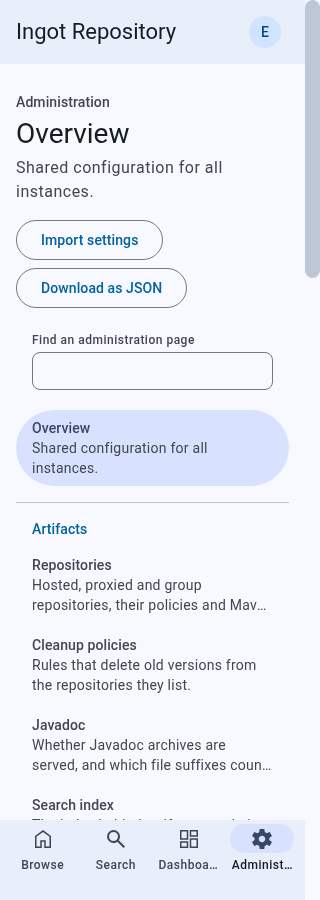 Ingot Repository
E
Administration
Overview
Shared configuration for all
instances.
Import settings
Download as JSON
Find an administration page
Overview
Shared configuration for all
instances.
Artifacts
Repositories
Hosted, proxied and group
repositories, their policies and Mav…
Cleanup policies
Rules that delete old versions from
the repositories they list.
Javadoc
Whether Javadoc archives are
served, and which file suffixes coun…
Search index
Browse
Search
Dashboa…
Administ…